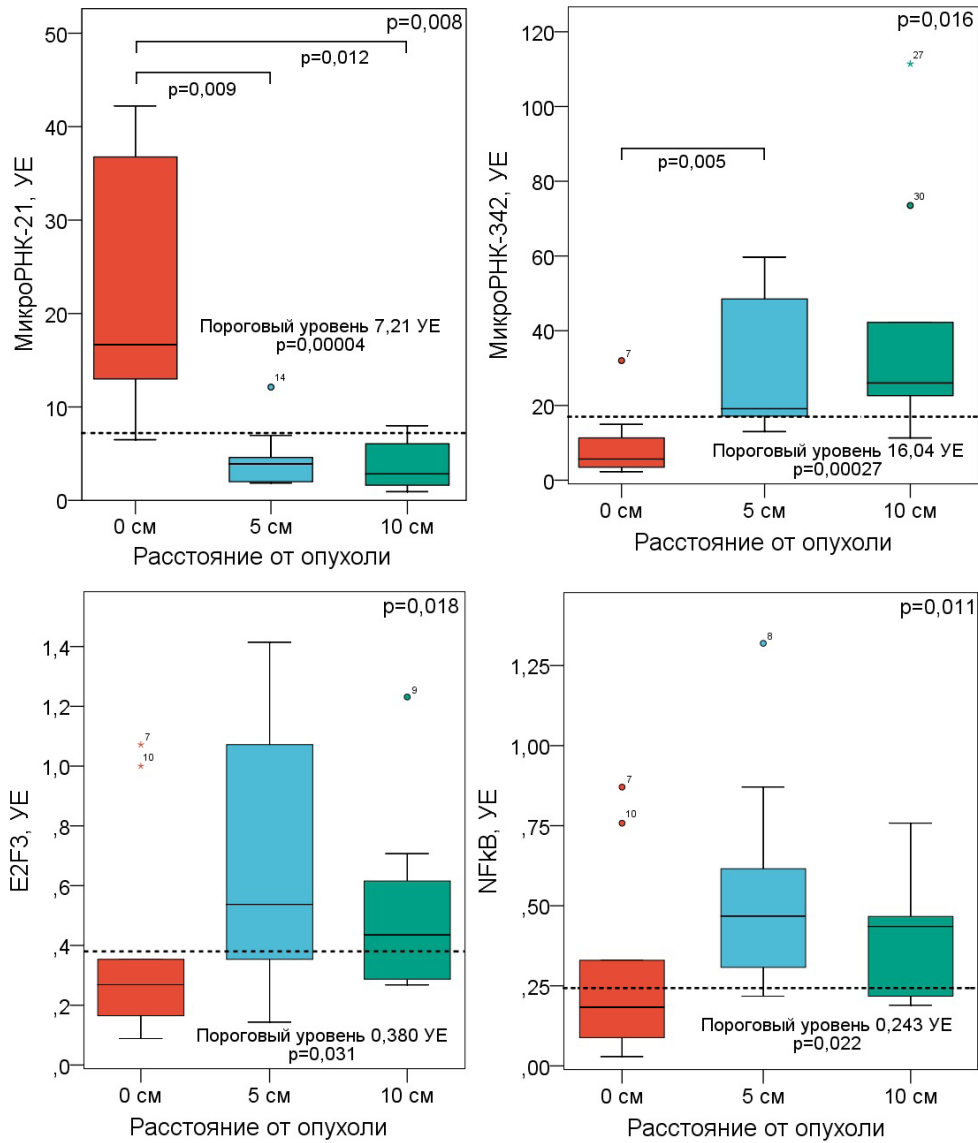 p=0,008
p=0,012
p=0,009
МикроРНК-21, УЕ
50
40
30
20
10
0
Пороговый уровень 7,21 УЕ
p=0,00004
14
0 см
5 см
10 см
Расстояние от опухоли
p=0,016
p=0,005
МикроРНК-342, УЕ
120
100
80
60
40
20
0
27
30
7
Пороговый уровень 16,04 УЕ
p=0,00027
0 см
5 см
10 см
Расстояние от опухоли
p=0,018
E2F3, УЕ
1,4
1,2
1,0
,8
,6
,4
,2
,0
7
10
9
Пороговый уровень 0,380 УЕ
p=0,031
0 см
5 см
10 см
Расстояние от опухоли
p=0,011
NFkB, УЕ
1,25
1,00
,75
,50
,25
,00
8
7
10
Пороговый уровень 0,243 УЕ
p=0,022
0 см
5 см
10 см
Расстояние от опухоли